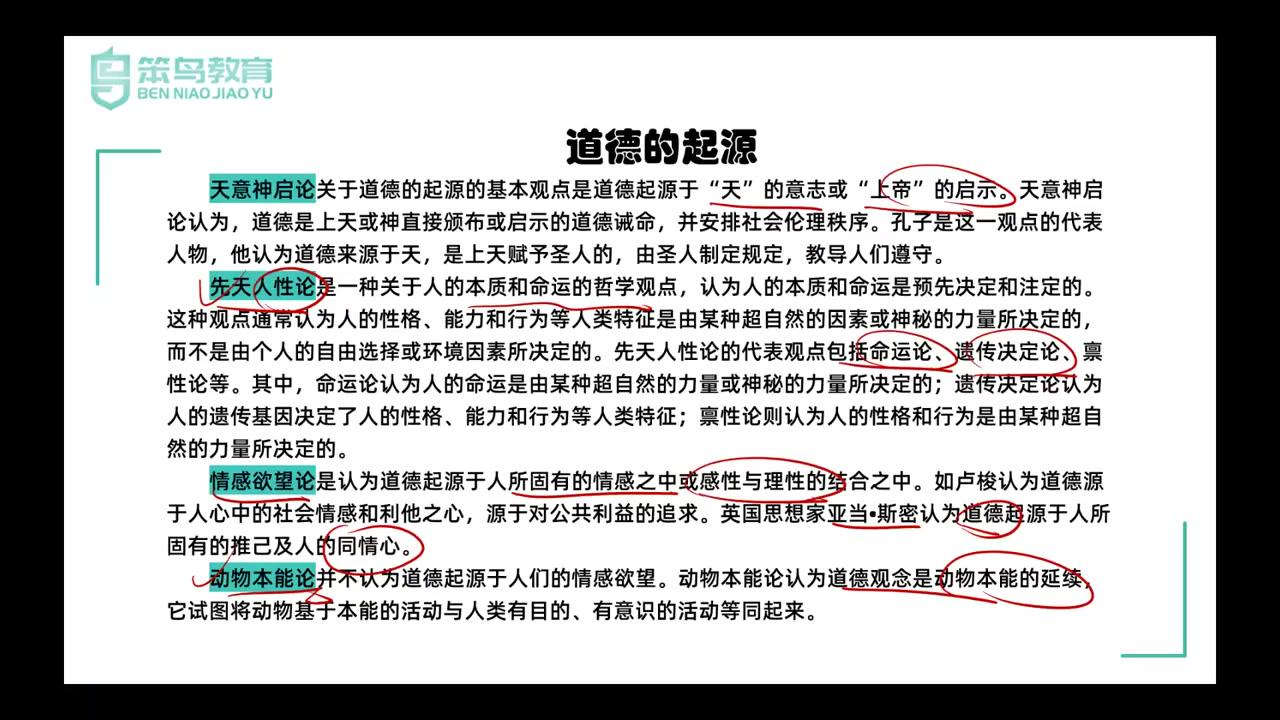 笨鸟教育
BEN NIAO JIAO YU
道德的起源
天意神启论关于道德的起源的基本观点是道德起源于“天”的意志或“上帝”的启示。天意神启
论认为，道德是上天或神直接颁布或启示的道德诫命，并安排社会伦理秩序。孔子是这一观点的代表
人物，他认为道德来源于天，是上天赋予圣人的，由圣人制定规定，教导人们遵守。
先天人性论是一种关于人的本质和命运的哲学观点，认为人的本质和命运是预先决定和注定的。
这种观点通常认为人的性格、能力和行为等人类特征是由某种超自然的因素或神秘的力量所决定的，
而不是由个人的自由选择或环境因素所决定的。先天人性论的代表观点包括命运论、遗传决定论、禀
性论等。其中，命运论认为人的命运是由某种超自然的力量或神秘的力量所决定的；遗传决定论认为
人的遗传基因决定了人的性格、能力和行为等人类特征；禀性论则认为人的性格和行为是由某种超自
然的力量所决定的。
情感欲望论是认为道德起源于人所固有的情感之中或感性与理性的结合之中。如卢梭认为道德源
于人心中的社会情感和利他之心，源于对公共利益的追求。英国思想家亚当•斯密认为道德起源于人所
固有的推己及人的同情心。
动物本能论并不认为道德起源于人们的情感欲望。动物本能论认为道德观念是动物本能的延续，
它试图将动物基于本能的活动与人类有目的、有意识的活动等同起来。